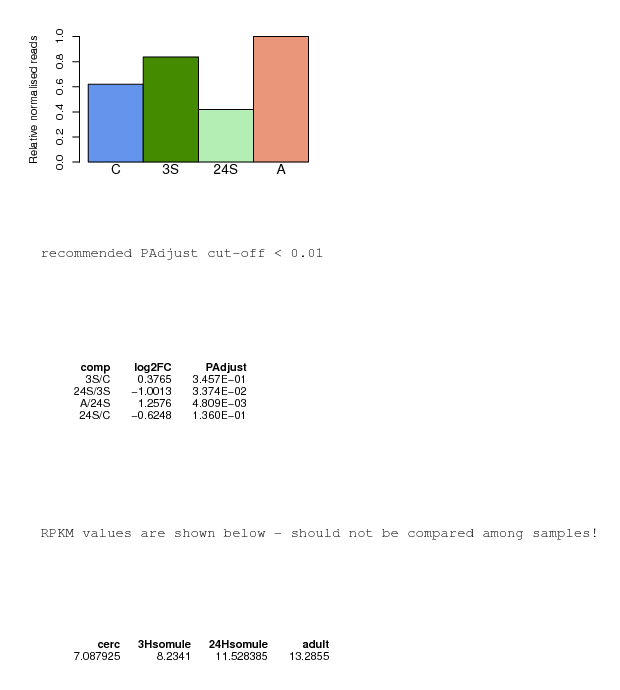 Relative normalised reads
1.0
0.8
0.6
0.4
0.2
0.0
C 3S 24S A
recommended PAdjust cut-off < 0.01
comp log2FC PAdjust
3S/C 0.3765 3.457E-01
24S/3S -1.0013 3.374E-02
A/24S 1.2576 4.809E-03
24S/C -0.6248 1.360E-01
RPKM values are shown below - should not be compared among samples!
cerc 3Hsomule 24Hsomule adult
7.087925 8.2341 11.528385 13.2855